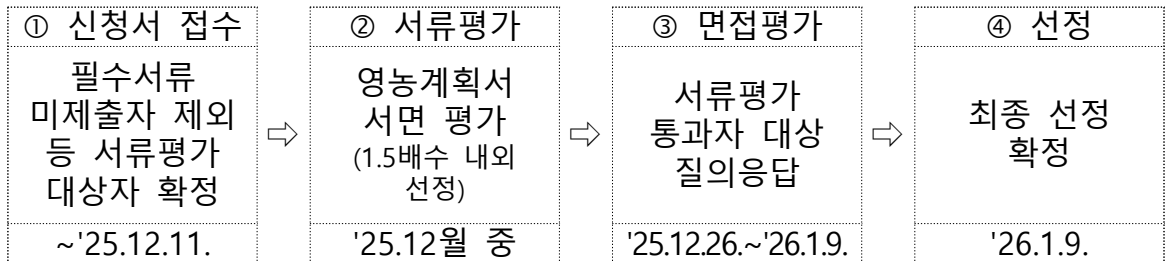 ① 신청서 접수
필수서류
미제출자 제외
등 서류평가
대상자 확정
~'25.12.11.
⇨
② 서류평가
영농계획서
서면 평가
(1.5배수 내외
선정)
'25.12월 중
⇨
③ 면접평가
서류평가
통과자 대상
질의응답
'25.12.26.~'26.1.9.
⇨
④ 선정
최종 선정
확정
'26.1.9.